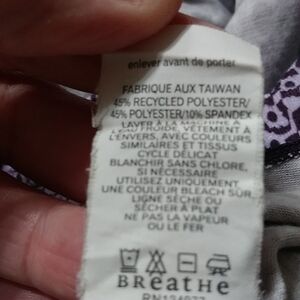 enlever avant de porter
FABRIQUE AUX TAIWAN
45% RECYCLED POLYESTER/
45% POLYESTER/10% SPANDEX
LAVER À LA MACHINE À
L'EAU FROIDE, VÊTEMENT À
L'ENVERS, AVEC COULEURS
SIMILAIRES ET TISSUS
CYCLE DÉLICAT
BLANCHIR SANS CHLORE,
SI NÉCESSAIRE
UTILISEZ UNIQUEMENT
UNE COULEUR BLEACH SÛR,
LIGNE SÈCHE OU
SÉCHER À PLAT
NE PAS LA VAPEUR
OU LE FER
BREATHE